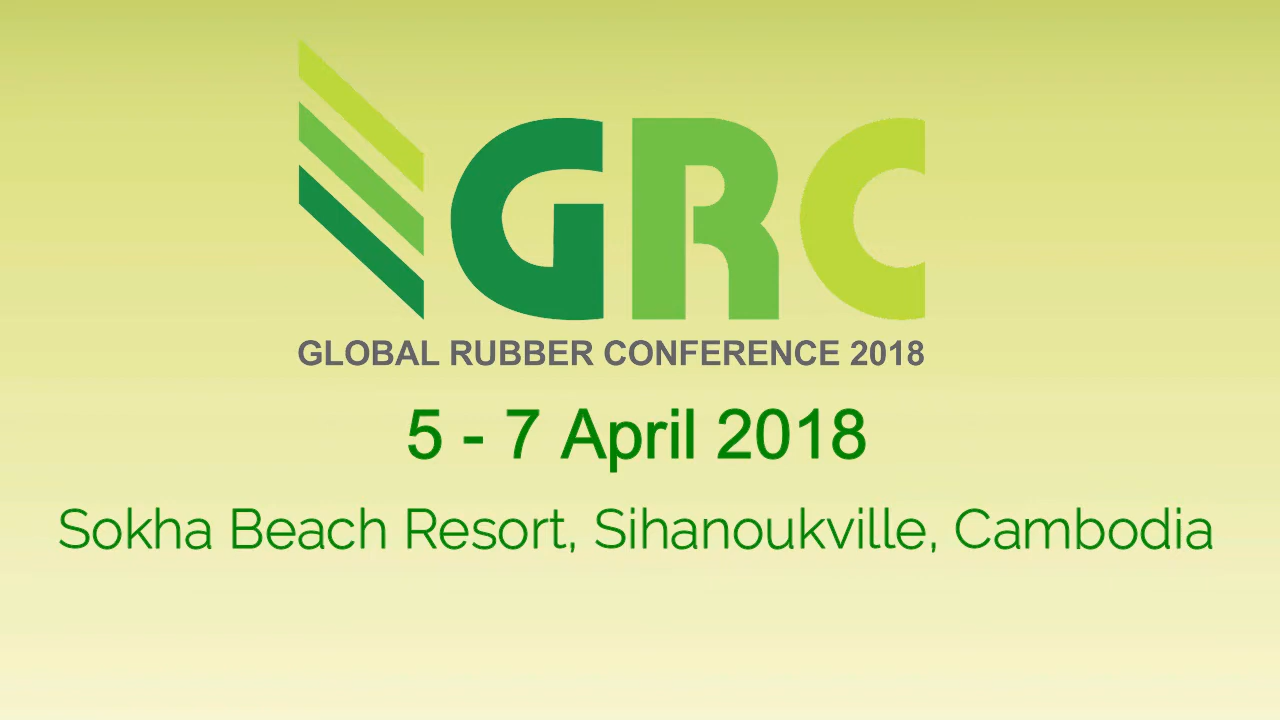 GRC
GLOBAL RUBBER CONFERENCE 2018
5 - 7 April 2018
Sokha Beach Resort, Sihanoukville, Cambodia